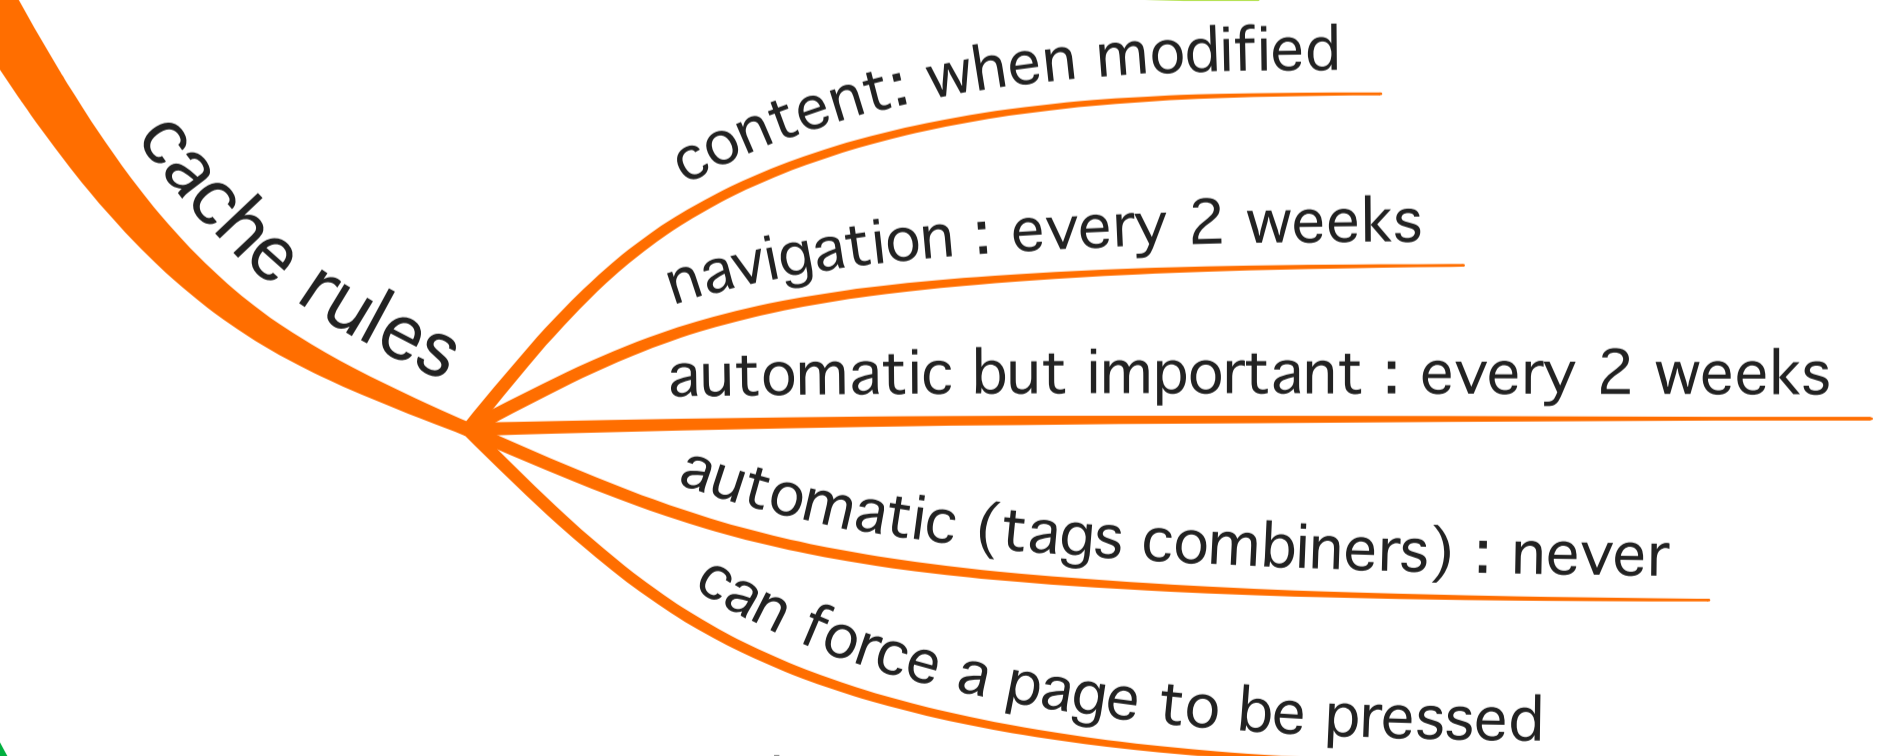 cache rules
content: when modified
navigation : every 2 weeks
automatic but important : every 2 weeks
automatic (tags combiners) : never
can force a page to be pressed